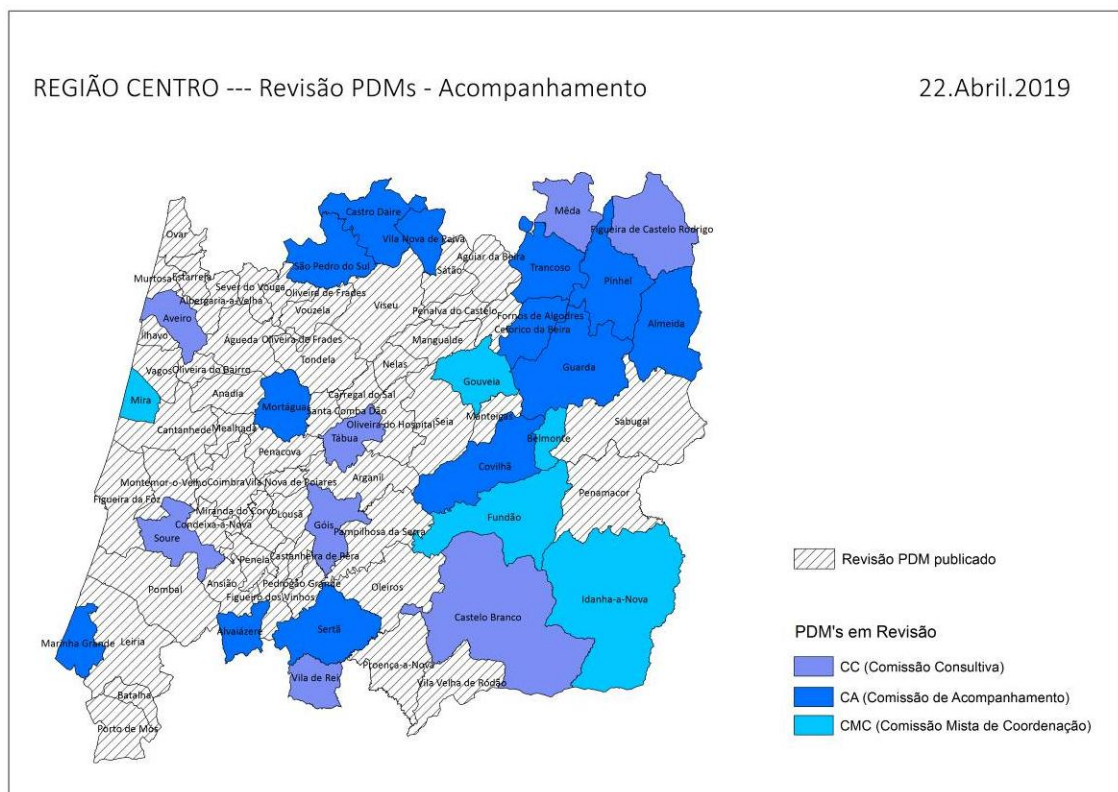 REGIÃO CENTRO --- Revisão PDMs - Acompanhamento
22.Abril.2019
Mêda
Castro Daire
Figueira de Castelo Rodrigo
Ovar
Vila Nova de Paiva
Aguiar da Beira
São Pedro do Sul
Trancoso
Sátão
Murtosa
Estarreja
Pinhel
Sever do Vouga
Oliveira de Frades
Albergaria-a-Velha
Viseu
Vouzela
Penalva do Castelo
Fornos de Algodres
Aveiro
Almeida
Celorico da Beira
Ílhavo
Águeda
Oliveira de Frades
Mangualde
Tondela
Nelas
Guarda
Vagos
Oliveira do Bairro
Gouveia
Anadia
Carregal do Sal
Mira
Mortágua
Santa Comba Dão
Manteigas
Sabugal
Oliveira do Hospital
Seia
Cantanhede
Mealhada
Tábua
Belmonte
Penacova
Covilhã
Arganil
Montemor-o-Velho
Coimbra
Vila Nova de Poiares
Penamacor
Figueira da Foz
Miranda do Corvo
Lousã
Fundão
Condeixa-a-Nova
Góis
Soure
Pampilhosa da Serra
Castanheira de Pêra
Penela
Revisão PDM publicado
Pombal
Ansião
Pedrogão Grande
Oleiros
Figueiro dos Vinhos
Idanha-a-Nova
Castelo Branco
Alvaiázere
Sertã
PDM's em Revisão
Marinha Grande
Leiria
Proença-a-Nova
CC (Comissão Consultiva)
Vila de Rei
Vila Velha de Ródão
Batalha
CA (Comissão de Acompanhamento)
Porto de Mós
CMC (Comissão Mista de Coordenação)